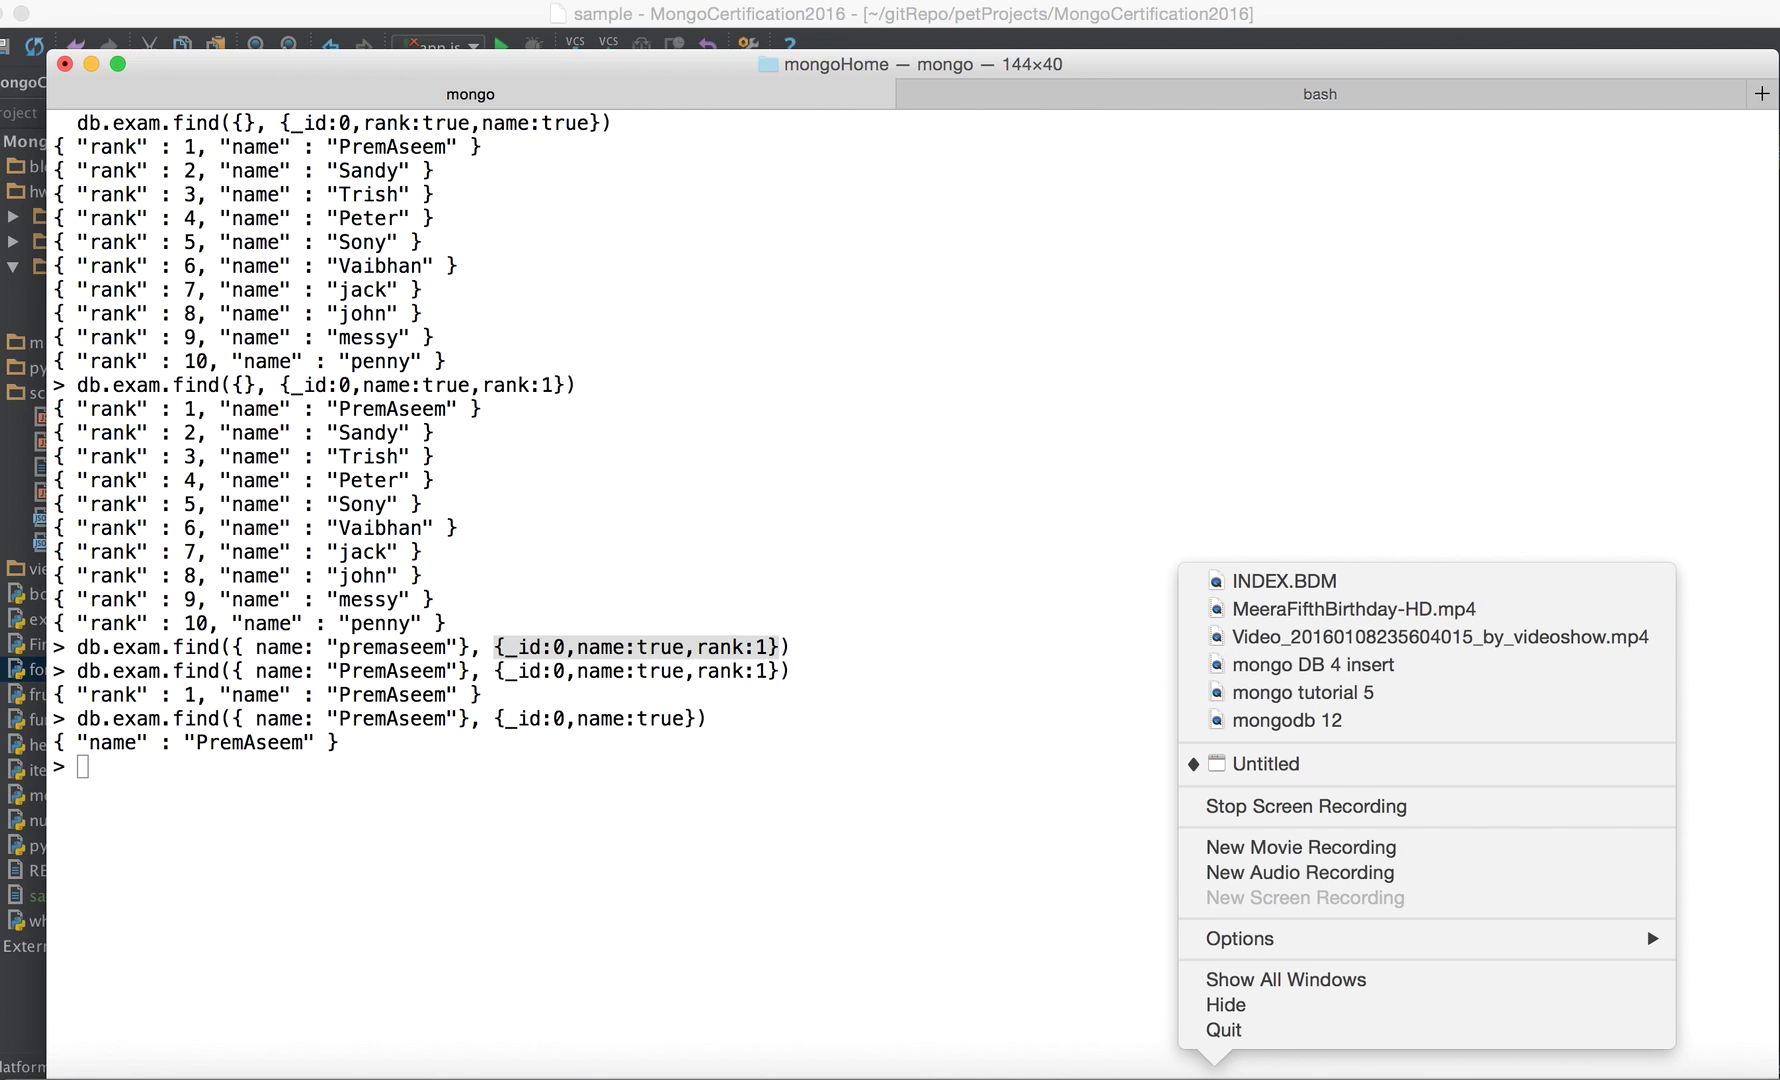 sample - MongoCertification2016 - [~/gitRepo/petProjects/MongoCertification2016]
app.js
VCS VCS
?
mongoHome — mongo — 144×40
mongo
bash
+
db.exam.find({}, {_id:0,rank:true,name:true})
{ "rank" : 1, "name" : "PremAseem" }
{ "rank" : 2, "name" : "Sandy" }
{ "rank" : 3, "name" : "Trish" }
{ "rank" : 4, "name" : "Peter" }
{ "rank" : 5, "name" : "Sony" }
{ "rank" : 6, "name" : "Vaibhan" }
{ "rank" : 7, "name" : "jack" }
{ "rank" : 8, "name" : "john" }
{ "rank" : 9, "name" : "messy" }
{ "rank" : 10, "name" : "penny" }
> db.exam.find({}, {_id:0,name:true,rank:1})
{ "rank" : 1, "name" : "PremAseem" }
{ "rank" : 2, "name" : "Sandy" }
{ "rank" : 3, "name" : "Trish" }
{ "rank" : 4, "name" : "Peter" }
{ "rank" : 5, "name" : "Sony" }
{ "rank" : 6, "name" : "Vaibhan" }
{ "rank" : 7, "name" : "jack" }
{ "rank" : 8, "name" : "john" }
{ "rank" : 9, "name" : "messy" }
{ "rank" : 10, "name" : "penny" }
> db.exam.find({ name: "premaseem"}, {_id:0,name:true,rank:1})
> db.exam.find({ name: "PremAseem"}, {_id:0,name:true,rank:1})
{ "rank" : 1, "name" : "PremAseem" }
> db.exam.find({ name: "PremAseem"}, {_id:0,name:true})
{ "name" : "PremAseem" }
>
INDEX.BDM
MeeraFifthBirthday-HD.mp4
Video_20160108235604015_by_videoshow.mp4
mongo DB 4 insert
mongo tutorial 5
mongodb 12
Untitled
Stop Screen Recording
New Movie Recording
New Audio Recording
New Screen Recording
Options
Show All Windows
Hide
Quit
ongoC
roject
Mong
bl
hw
m
py
sc
vie
bo
ex
Fin
fo
fru
fu
he
ite
me
nu
py
RE
sa
wh
Extern
latform